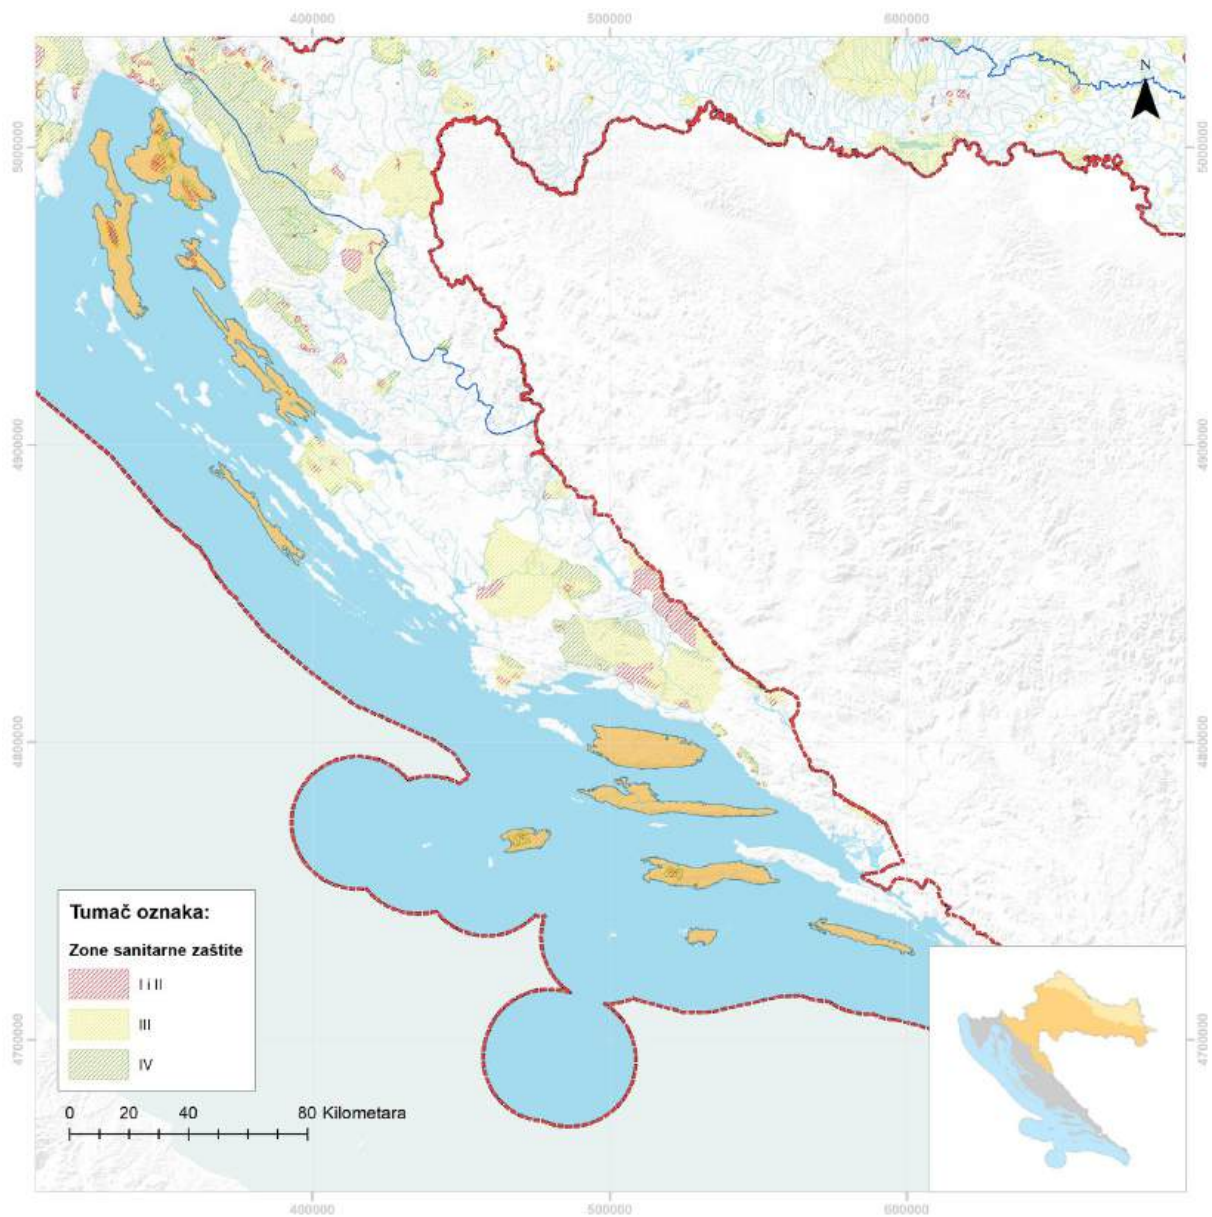 400000 500000 600000
N
5000000 5000000
4900000 4900000
4800000 4800000
4700000 4700000
Tumač oznaka:
Zone sanitarne zaštite
I i II
III
IV
0 20 40 80 Kilometara
400000 500000 600000